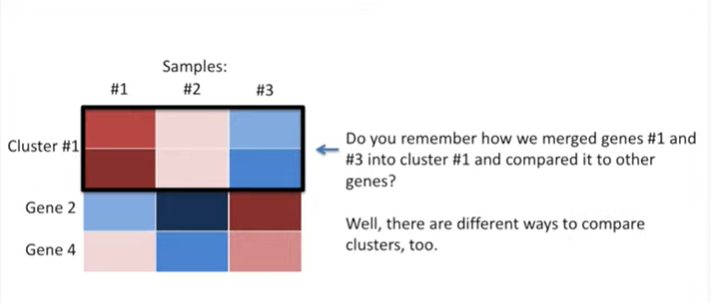 Samples:
#1 #2 #3
Cluster #1
Gene 2
Gene 4
Do you remember how we merged genes #1 and
#3 into cluster #1 and compared it to other
genes?
Well, there are different ways to compare
clusters, too.